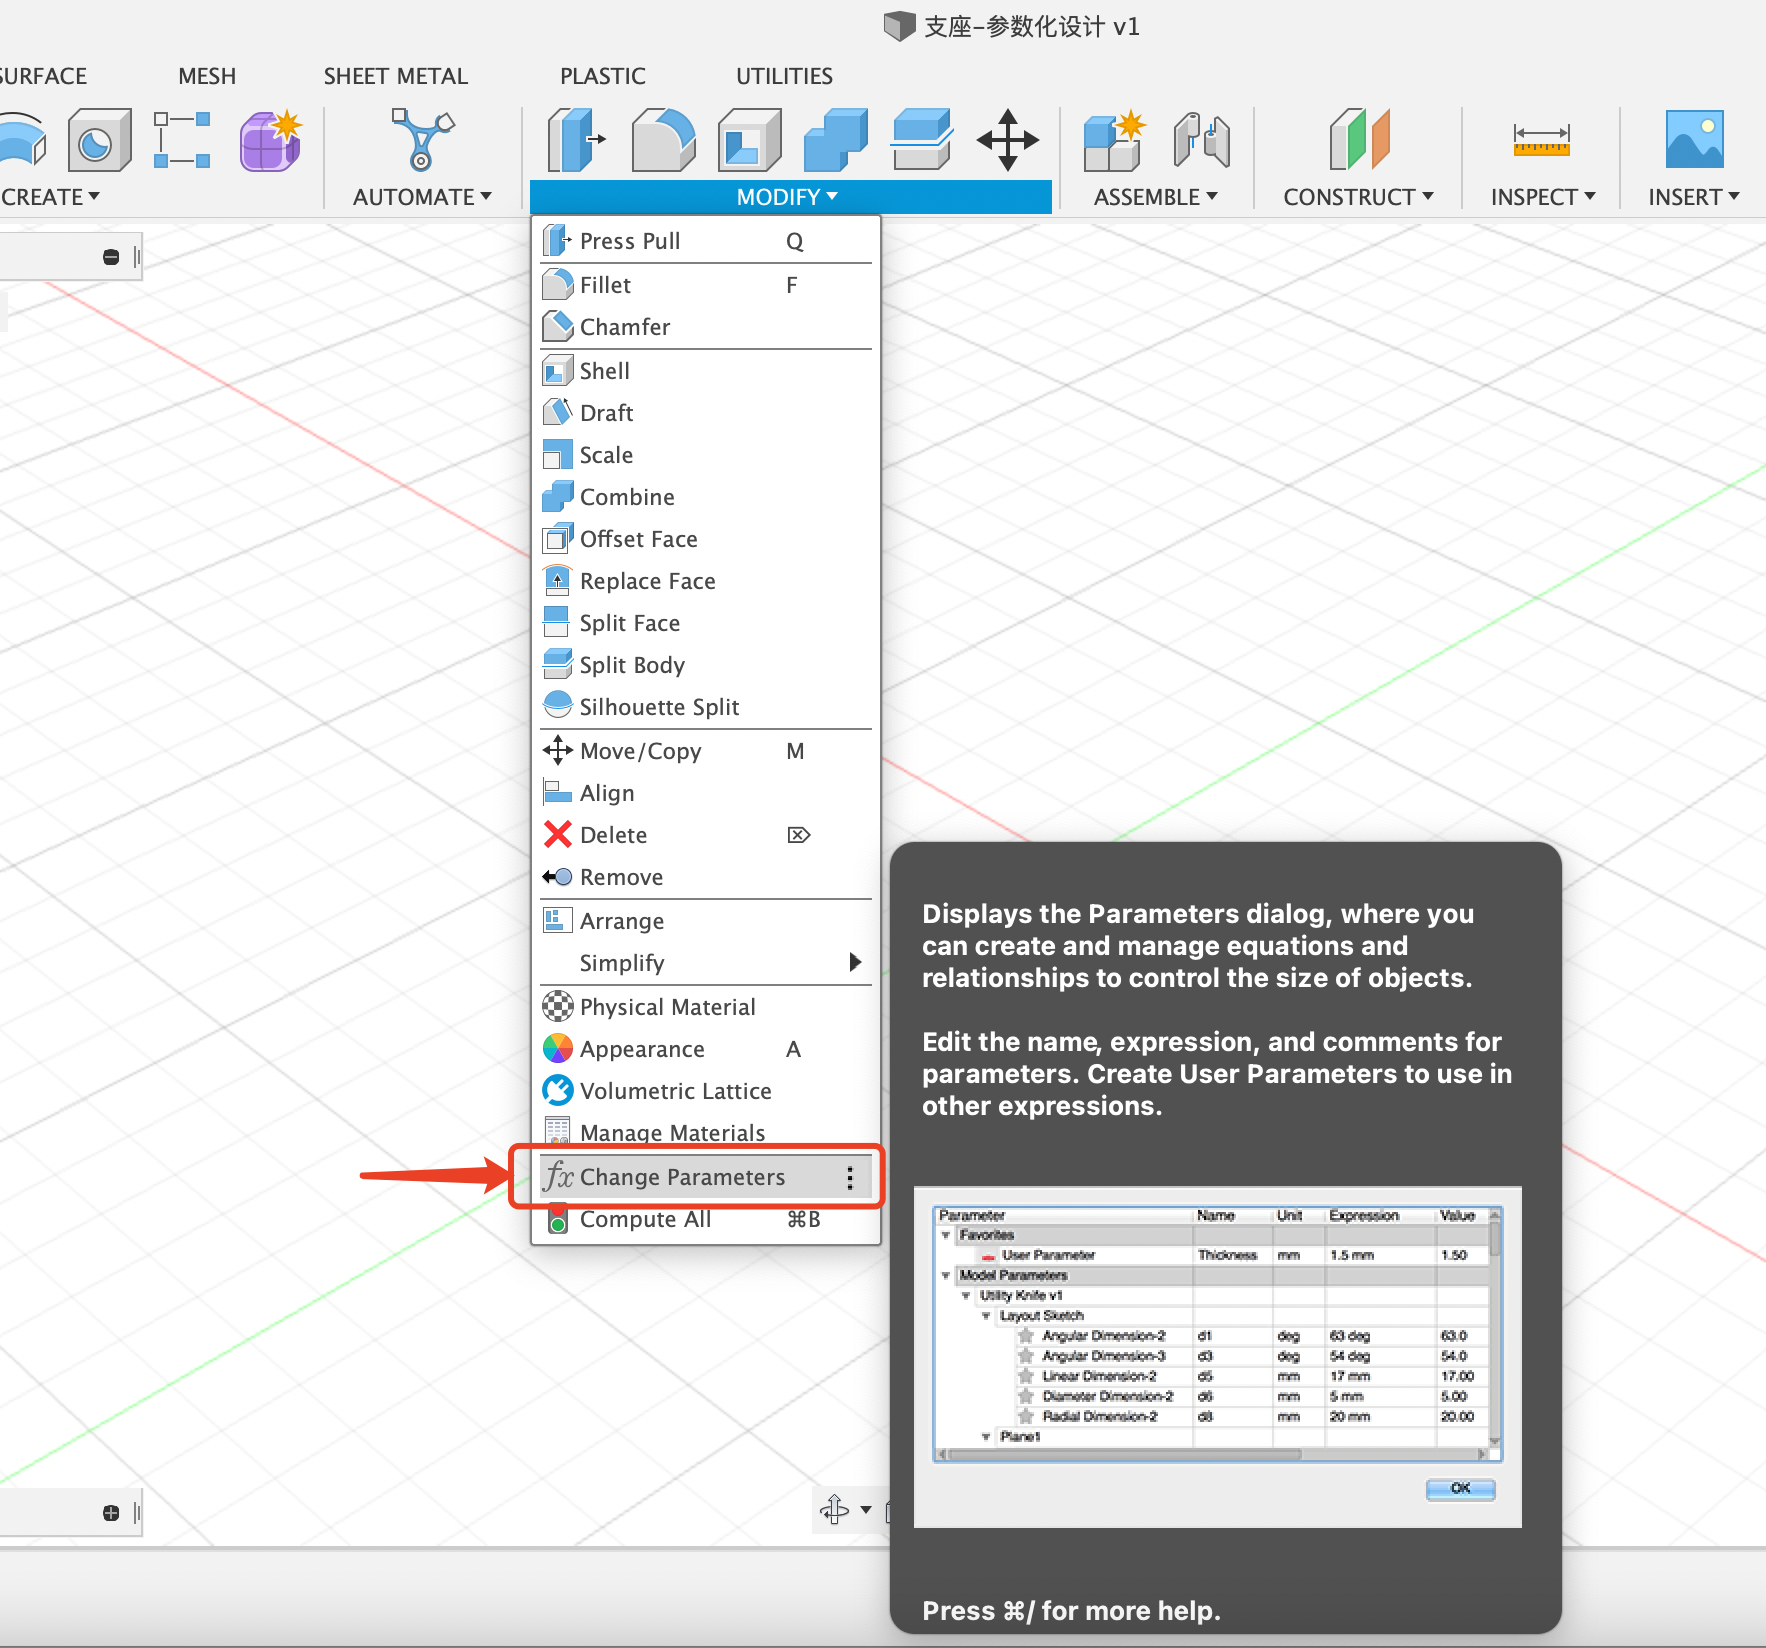 支座-参数化设计 v1
SURFACE MESH SHEET METAL PLASTIC UTILITIES
CREATE▼ AUTOMATE▼ MODIFY▼ ASSEMBLE▼ CONSTRUCT▼ INSPECT▼ INSERT▼
Press Pull Q
Fillet F
Chamfer
Shell
Draft
Scale
Combine
Offset Face
Replace Face
Split Face
Split Body
Silhouette Split
Move/Copy M
Align
Delete ⌦
Remove
Arrange
Simplify
Physical Material
Appearance A
Volumetric Lattice
Manage Materials
fx Change Parameters
Compute All ⌘B
Displays the Parameters dialog, where you
can create and manage equations and
relationships to control the size of objects.
Edit the name, expression, and comments for
parameters. Create User Parameters to use in
other expressions.
Parameter Name Unit Expression Value
Favorites
User Parameter Thickness mm 1.5 mm 1.50
Model Parameters
Utility Knife v1
Layout Sketch
Angular Dimension-2 d1 deg 63 deg 63.0
Angular Dimension-3 d3 deg 54 deg 54.0
Linear Dimension-2 d5 mm 17 mm 17.00
Diameter Dimension-2 d6 mm 5 mm 5.00
Radial Dimension-2 d8 mm 20 mm 20.00
Plane1
OK
Press ⌘/ for more help.